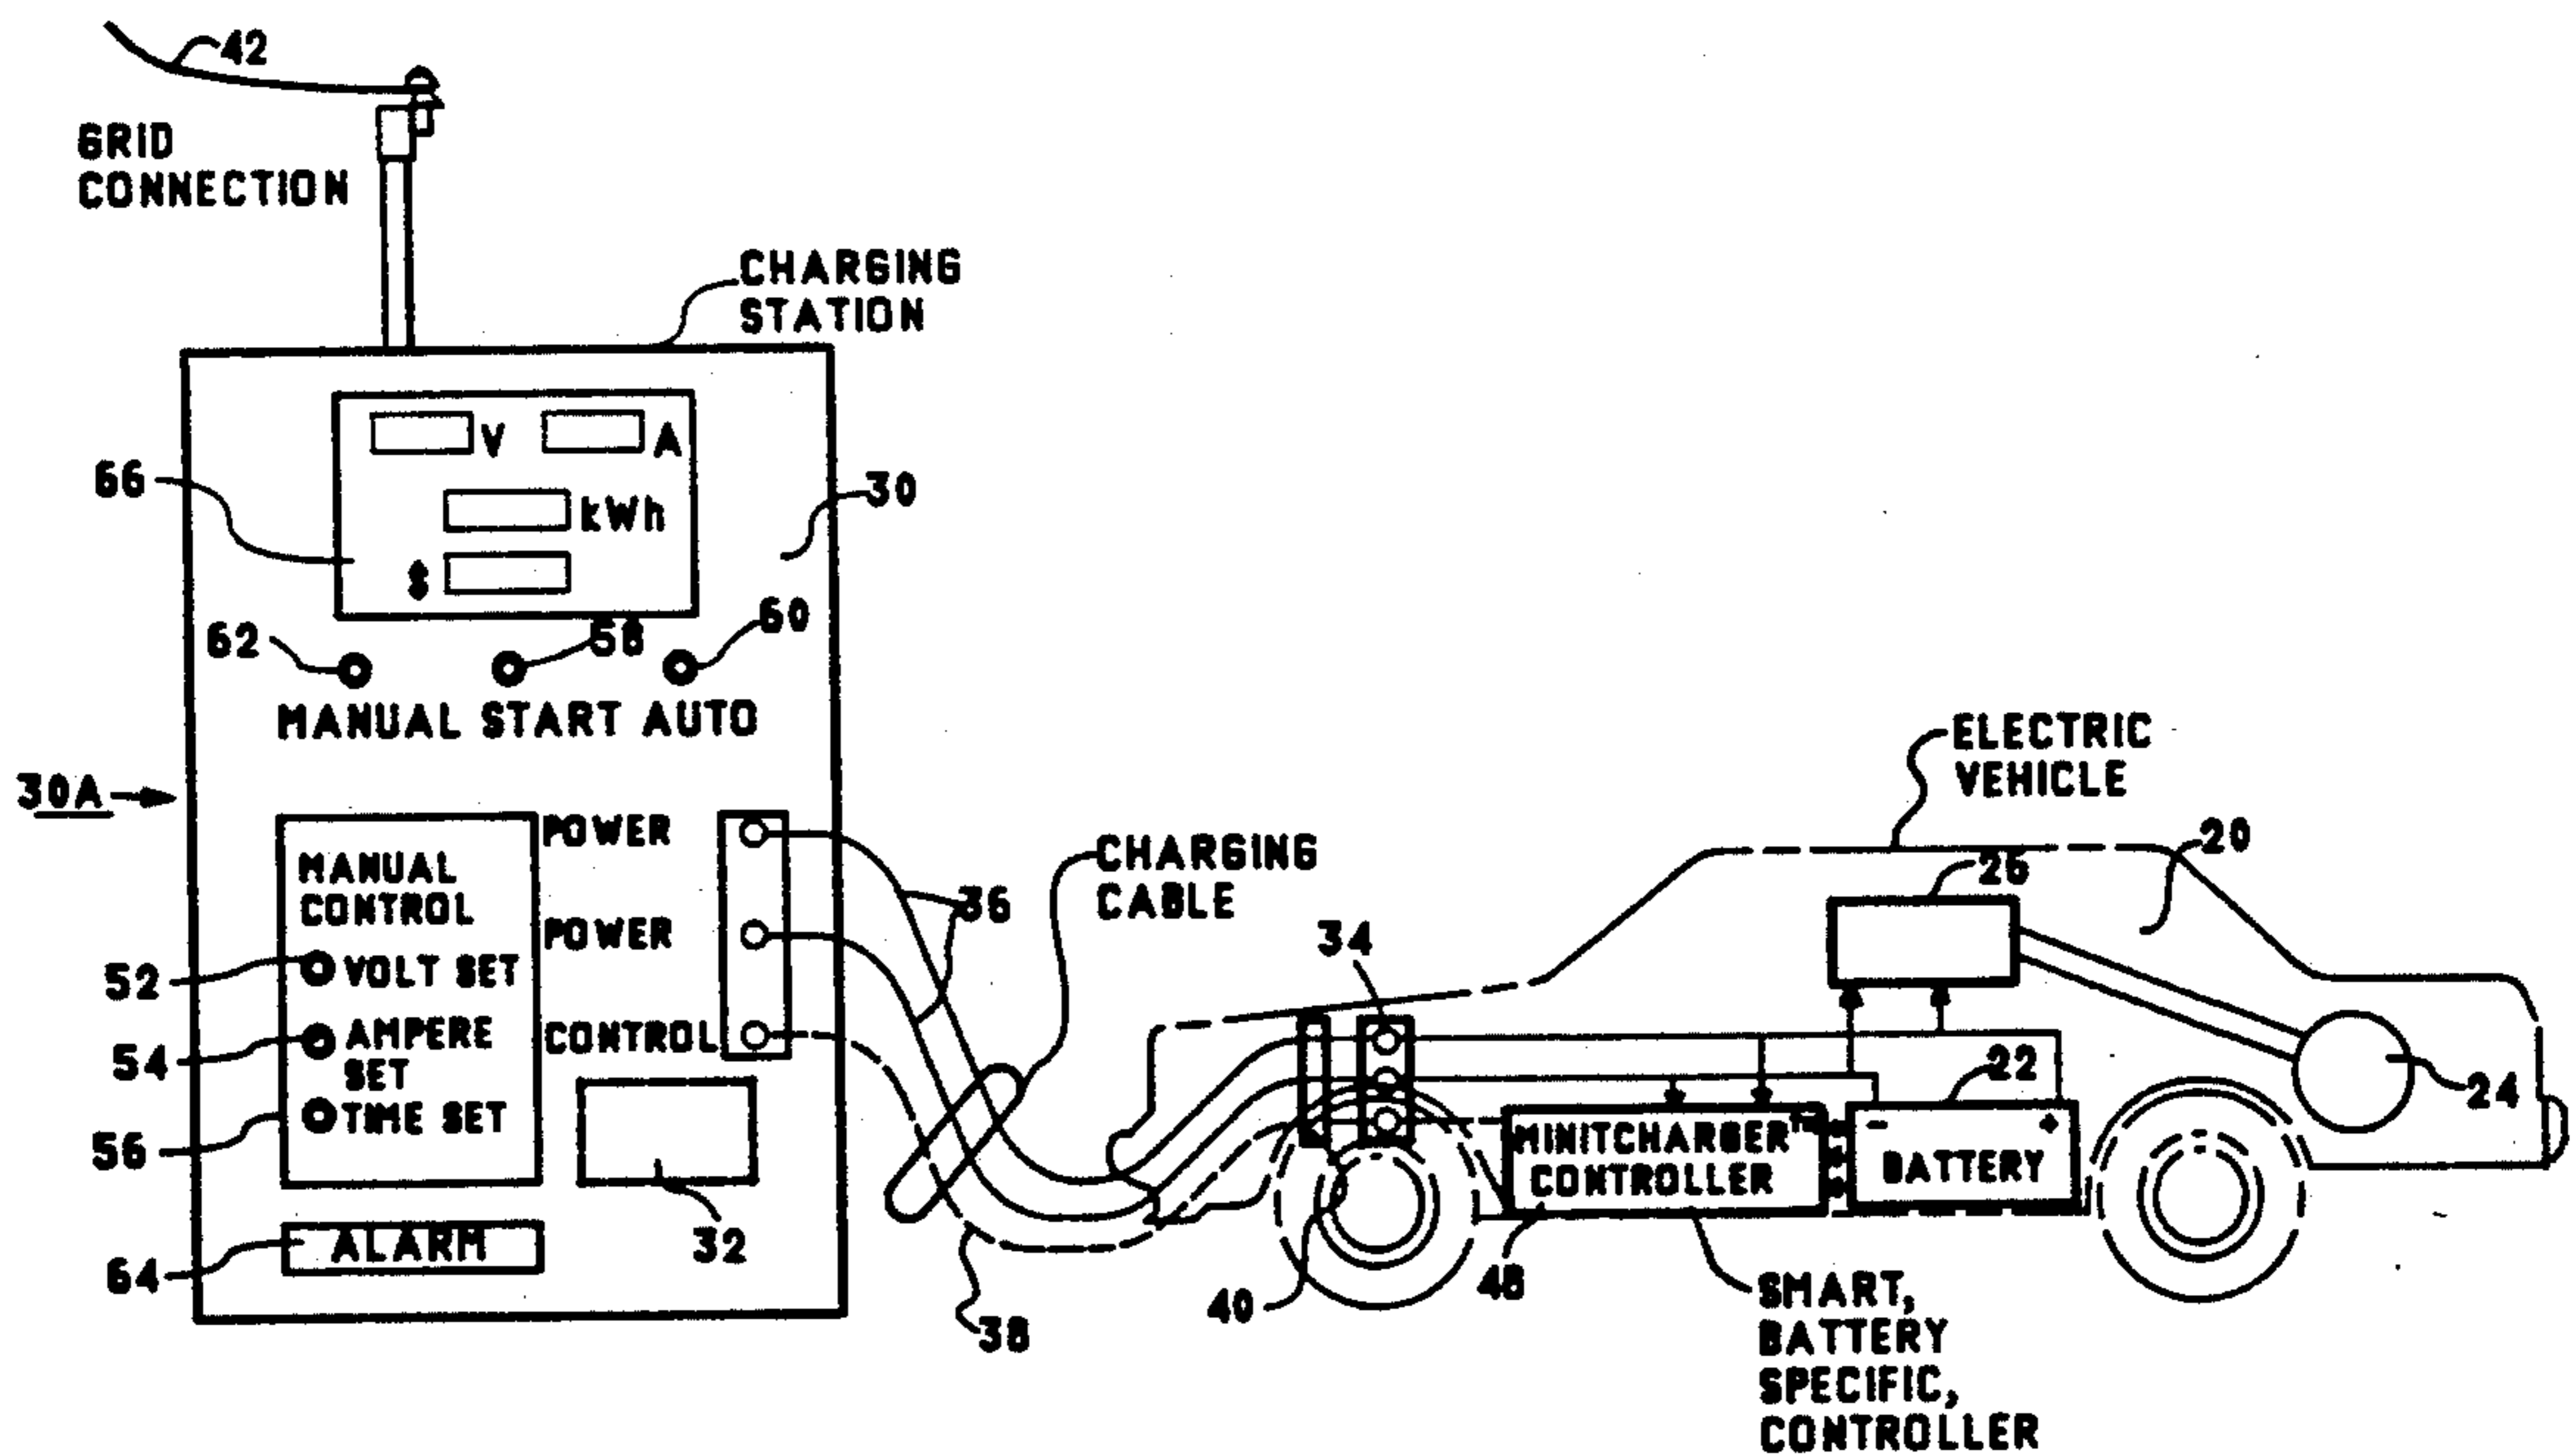 42
GRID
CONNECTION
CHARGING
STATION
V
A
66
kWh
30
$
62
58
60
MANUAL START AUTO
30A
POWER
MANUAL
CONTROL
POWER
52
VOLT SET
54
AMPERE
SET
CONTROL
56
TIME SET
ALARM
64
32
36
CHARGING
CABLE
38
ELECTRIC
VEHICLE
20
26
34
22
24
MINITCHARGER
CONTROLLER
-
+
BATTERY
40
48
SMART,
BATTERY
SPECIFIC,
CONTROLLER